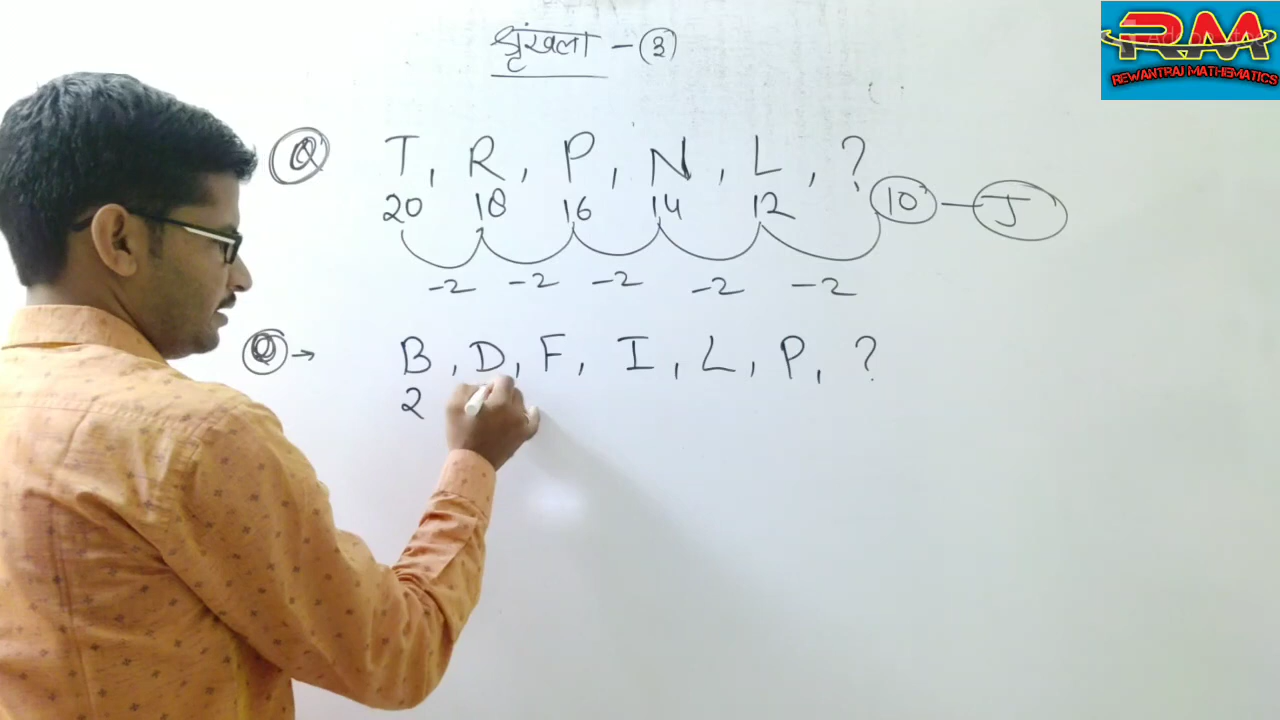 श्रृंखला - ③
RM
REWANTRAJ MATHEMATICS
Q T, R, P, N, L, ?
20 18 16 14 12 10 - J
-2 -2 -2 -2 -2
Q → B, D, F, I, L, P, ?
2